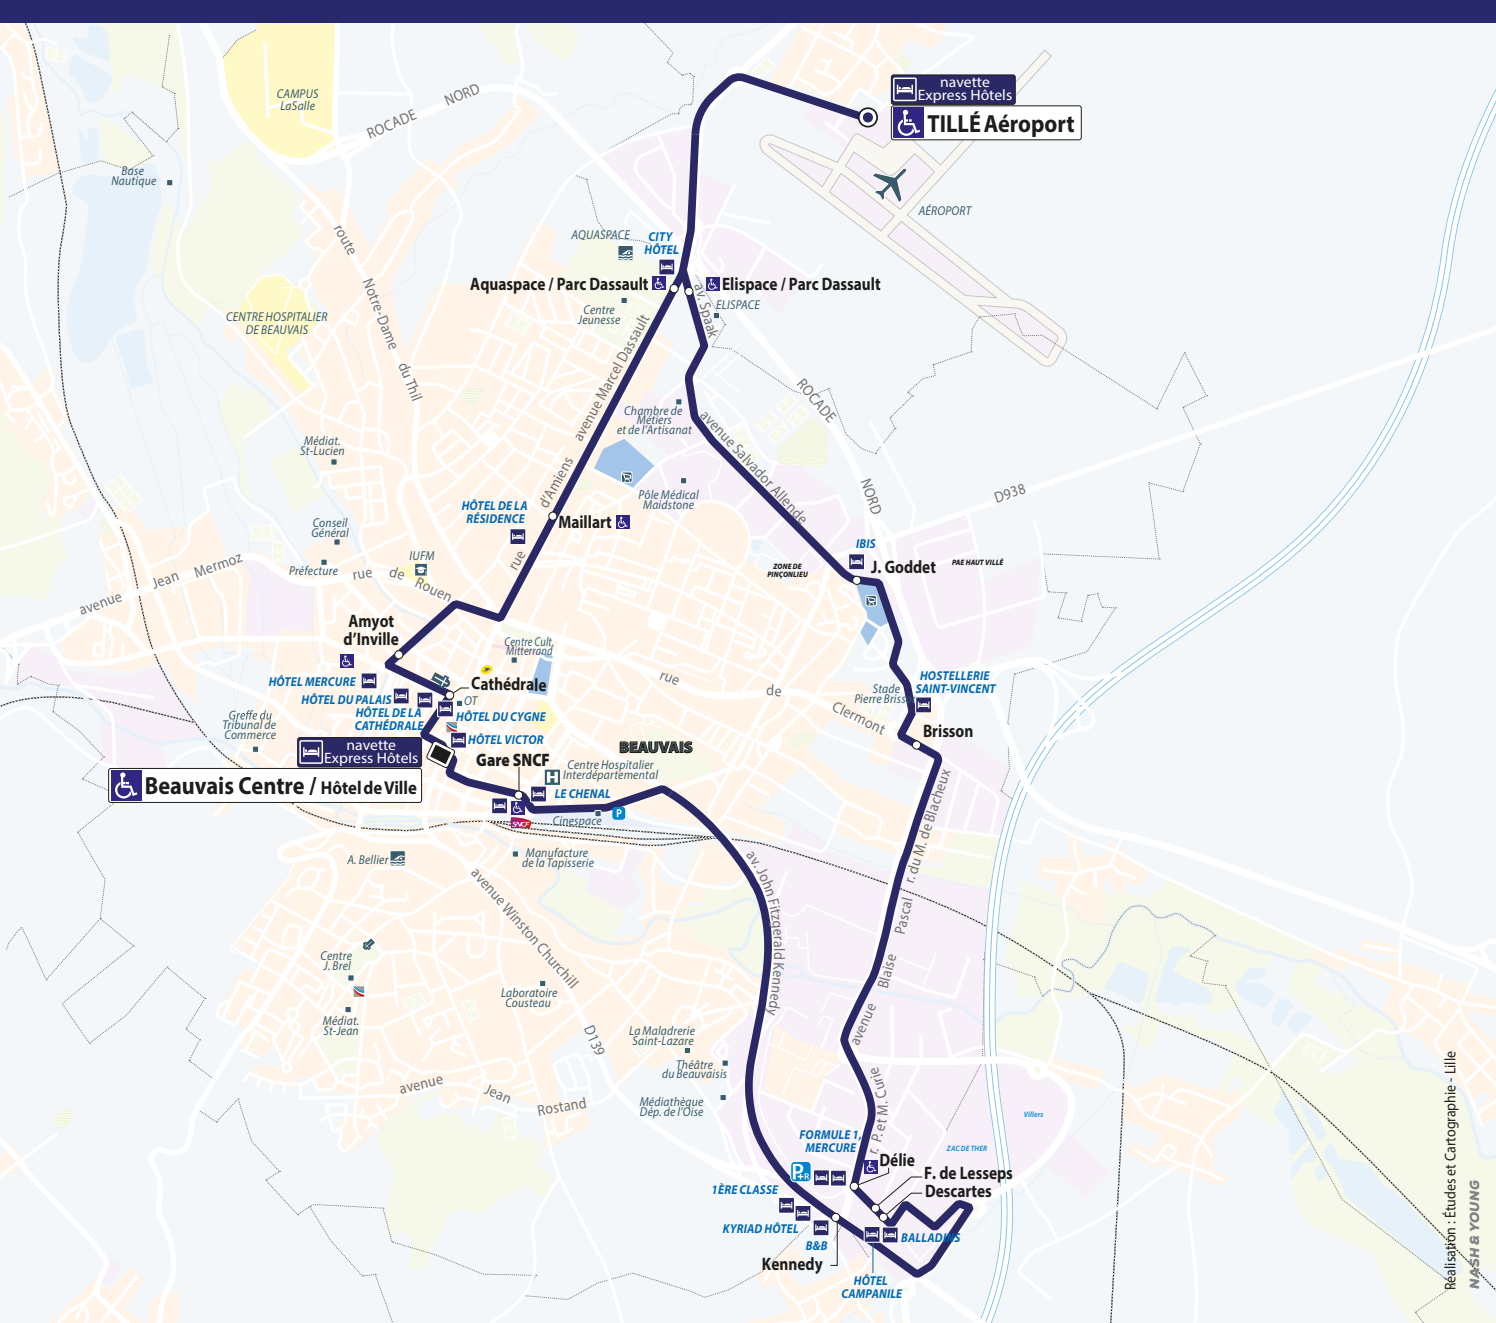 navette
Express Hôtels
TILLÉ Aéroport
CAMPUS
LaSalle
ROCADE NORD
Base
Nautique
AÉROPORT
route Notre-Dame du Thil
AQUASPACE
CITY
HÔTEL
Aquaspace / Parc Dassault
Elispace / Parc Dassault
ELISPACE
av. Spaak
Centre
Jeunesse
CENTRE HOSPITALIER
DE BEAUVAIS
avenue Marcel Dassault
ROCADE NORD
Chambre de
Métiers
et de l'Artisanat
avenue Salvador Allende
Médiat.
St-Lucien
rue d'Amiens
Pôle Médical
Maidstone
D938
HÔTEL DE LA
RÉSIDENCE
Maillart
Conseil
Général
Préfecture
IUFM
IBIS
J. Goddet
ZONE DE
PINÇONLIEU
PAE HAUT VILLÉ
avenue Jean Mermoz
rue de Rouen
Amyot
d'Inville
Centre Cult.
Mitterrand
HÔTEL MERCURE
Cathédrale
OT
HÔTEL DU PALAIS
HÔTEL DE LA
CATHÉDRALE
HÔTEL DU CYGNE
HÔTEL VICTOR
rue de Clermont
HOSTELLERIE
SAINT-VINCENT
Stade
Pierre Brisson
Brisson
Greffe du
Tribunal de
Commerce
navette
Express Hôtels
Beauvais Centre / Hôtel de Ville
Gare SNCF
BEAUVAIS
H
Centre Hospitalier
Interdépartemental
LE CHENAL
P
SNCF
Cinespace
r. du M. de Blacheux
A. Bellier
Manufacture
de la Tapisserie
avenue Winston Churchill
av. John Fitzgerald Kennedy
avenue Blaise Pascal
Centre
J. Brel
Médiat.
St-Jean
Laboratoire
Cousteau
D139
La Maladrerie
Saint-Lazare
Théâtre
du Beauvaisis
Médiathèque
Dép. de l'Oise
avenue Jean Rostand
r. P. et M. Curie
Villers
ZAC DE THER
FORMULE 1,
MERCURE
P+R
Délie
F. de Lesseps
Descartes
1ÈRE CLASSE
KYRIAD HÔTEL
B&B
BALLADINS
Kennedy
HÔTEL
CAMPANILE
Réalisation : Études et Cartographie - Lille
NASH & YOUNG